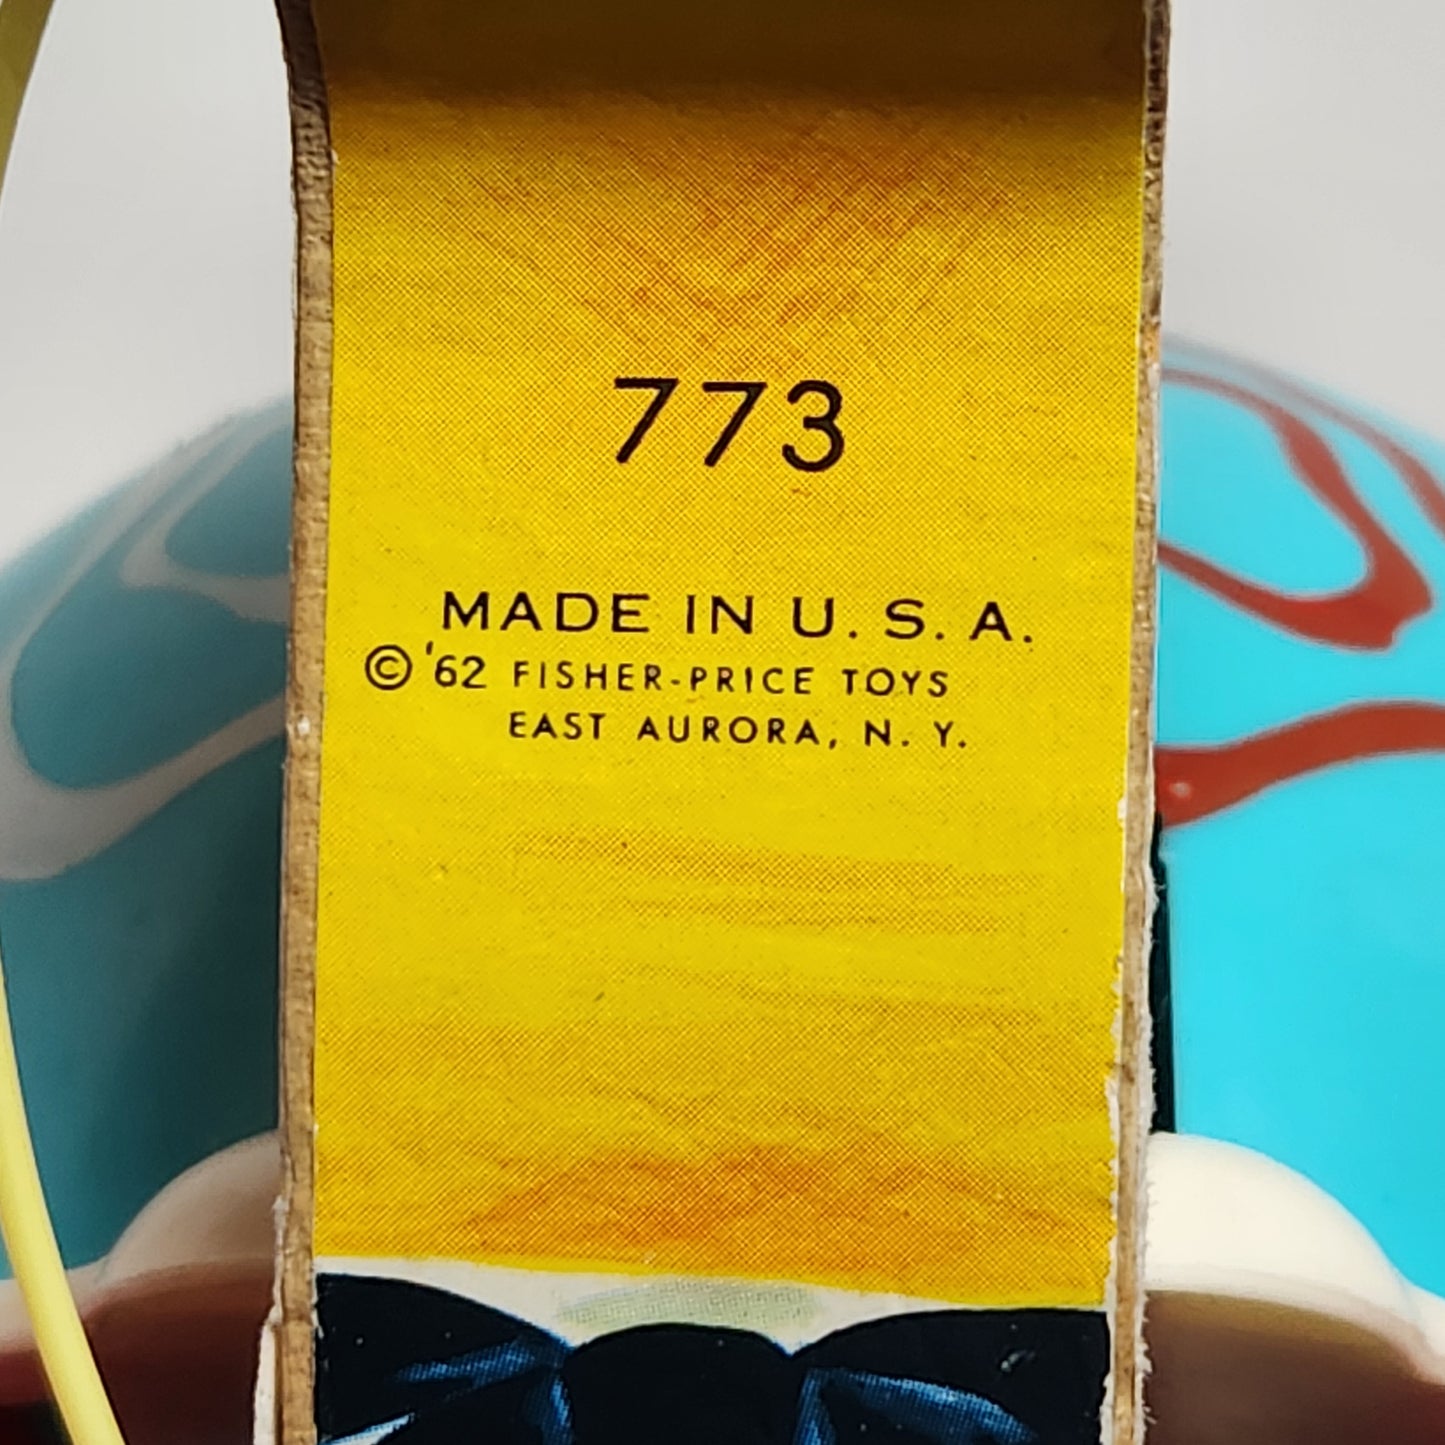 773
MADE IN U. S. A.
© '62 FISHER-PRICE TOYS
EAST AURORA, N. Y.